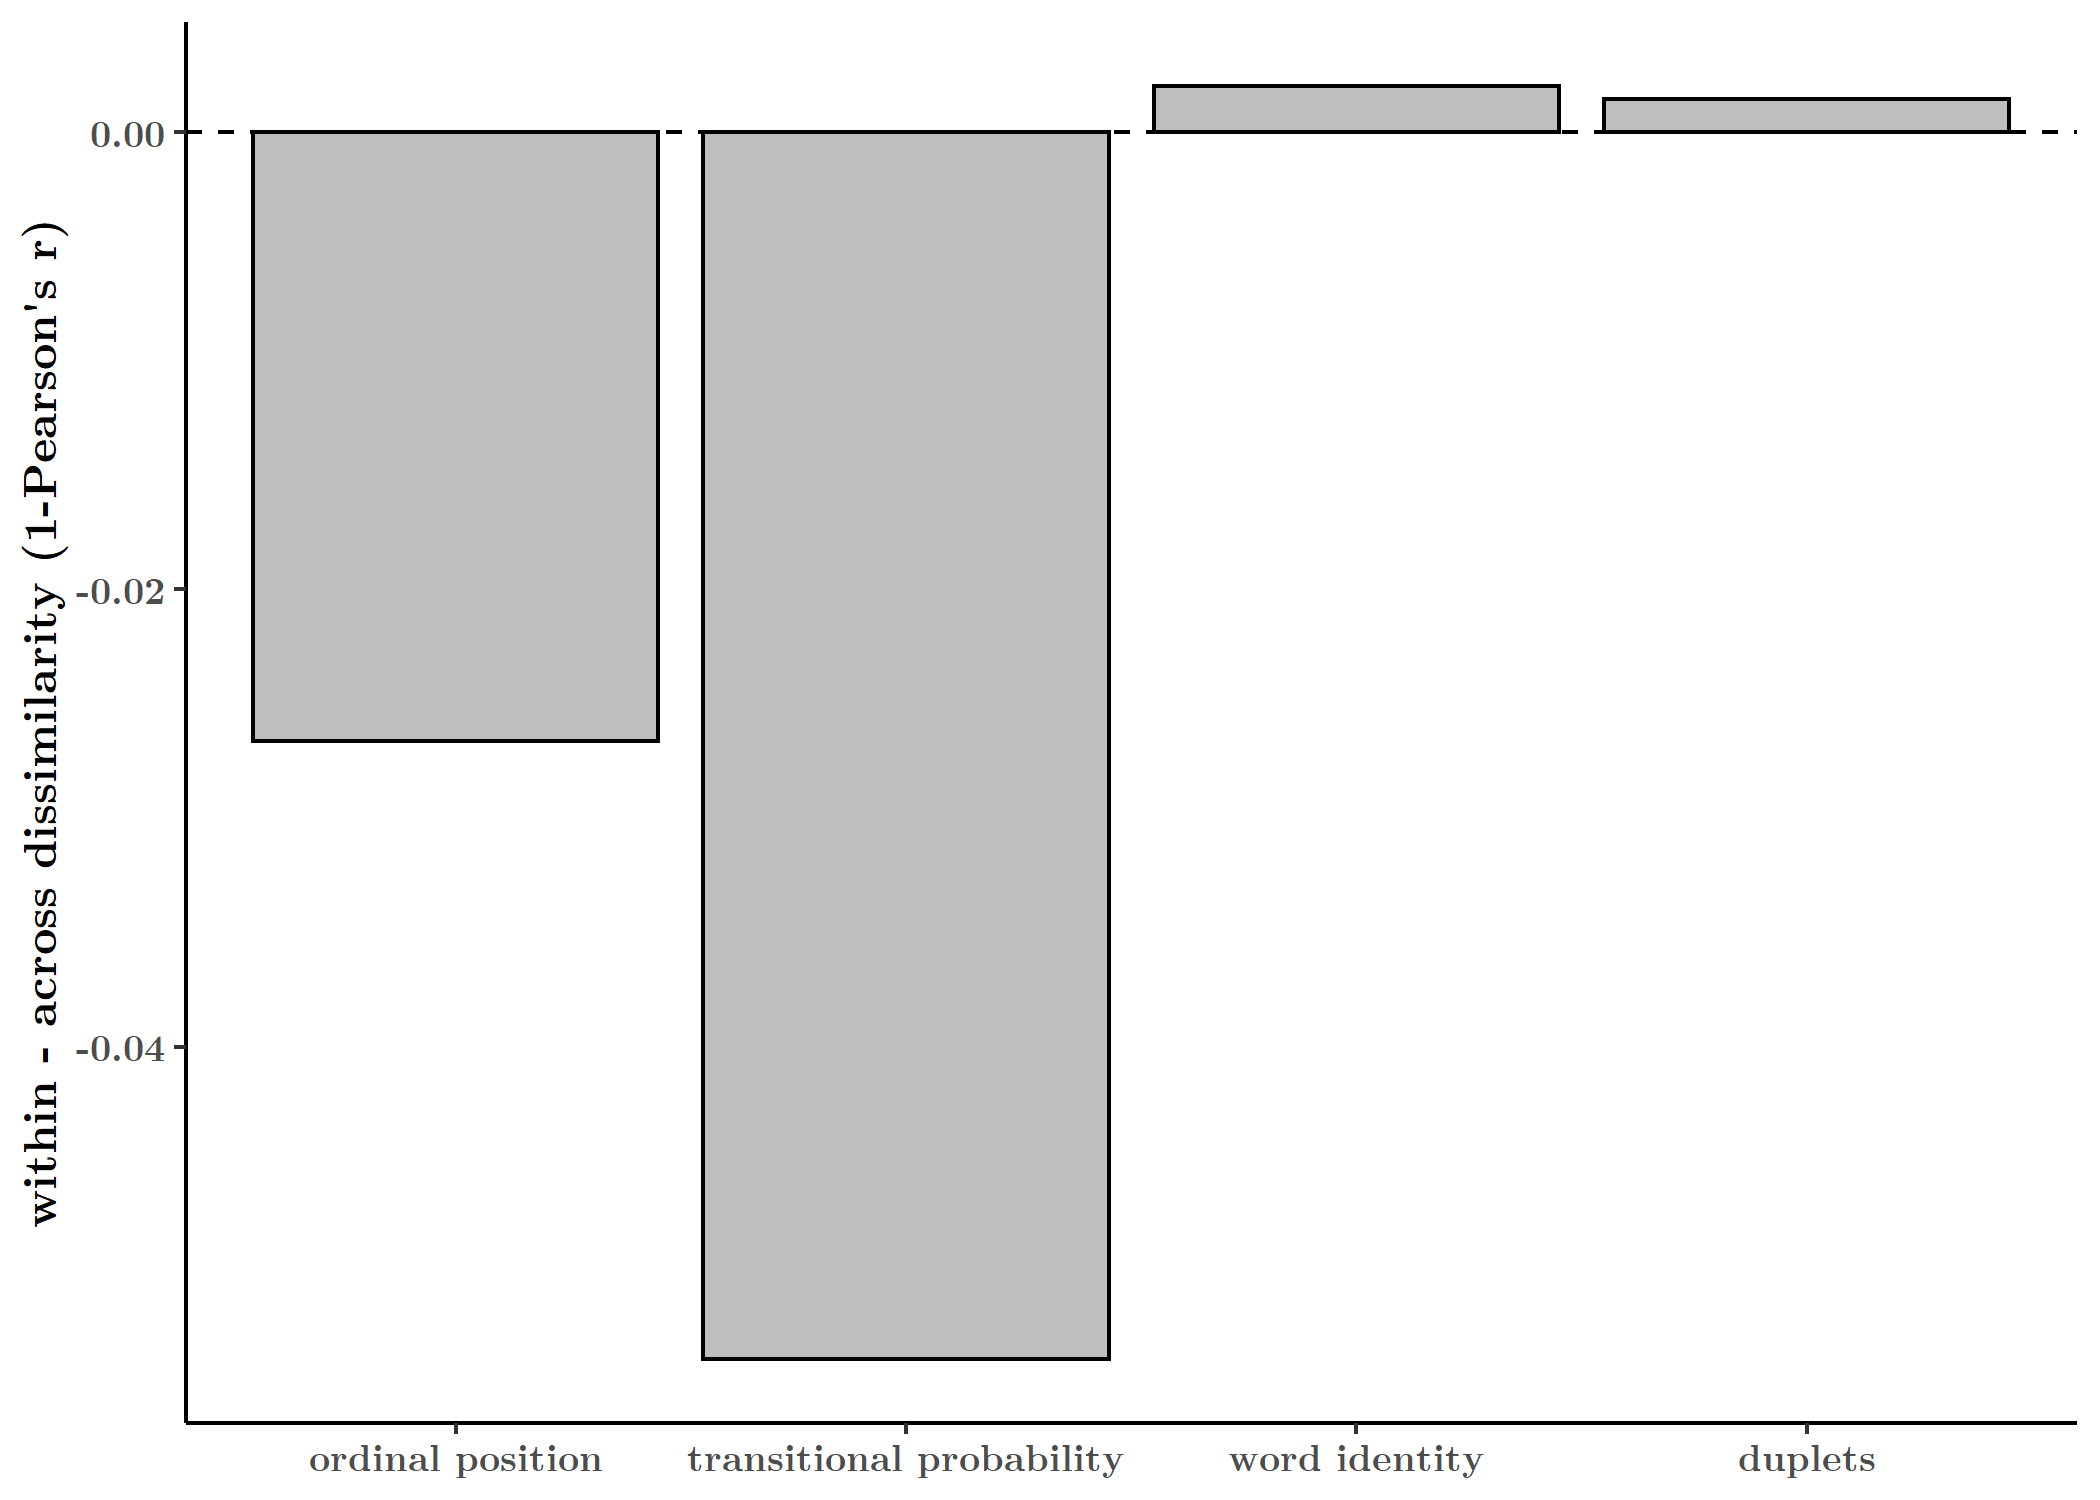 within - across dissimilarity (1-Pearson's r)
0.00
-0.02
-0.04
ordinal position
transitional probability
word identity
duplets